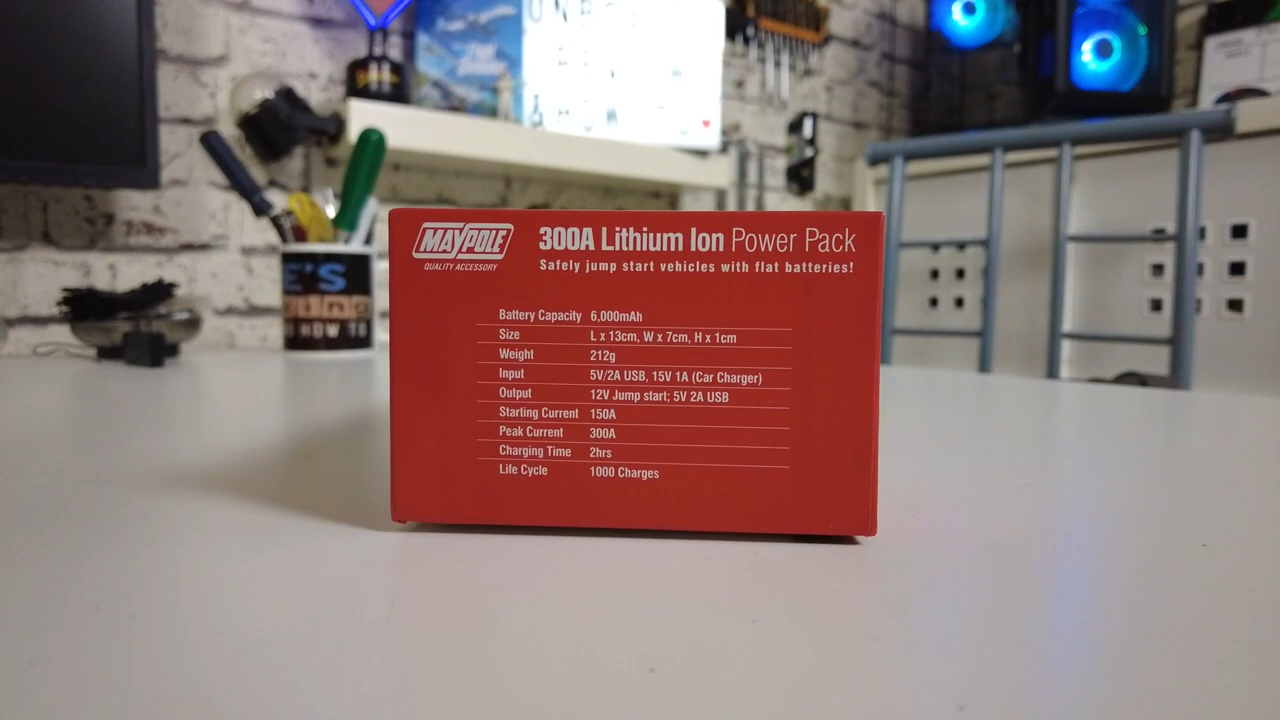 MAYPOLE
QUALITY ACCESSORY
300A Lithium Ion Power Pack
Safely jump start vehicles with flat batteries!
Battery Capacity 6,000mAh
Size L x 13cm, W x 7cm, H x 1cm
Weight 212g
Input 5V/2A USB, 15V 1A (Car Charger)
Output 12V Jump start; 5V 2A USB
Starting Current 150A
Peak Current 300A
Charging Time 2hrs
Life Cycle 1000 Charges
E'S
HOW TO